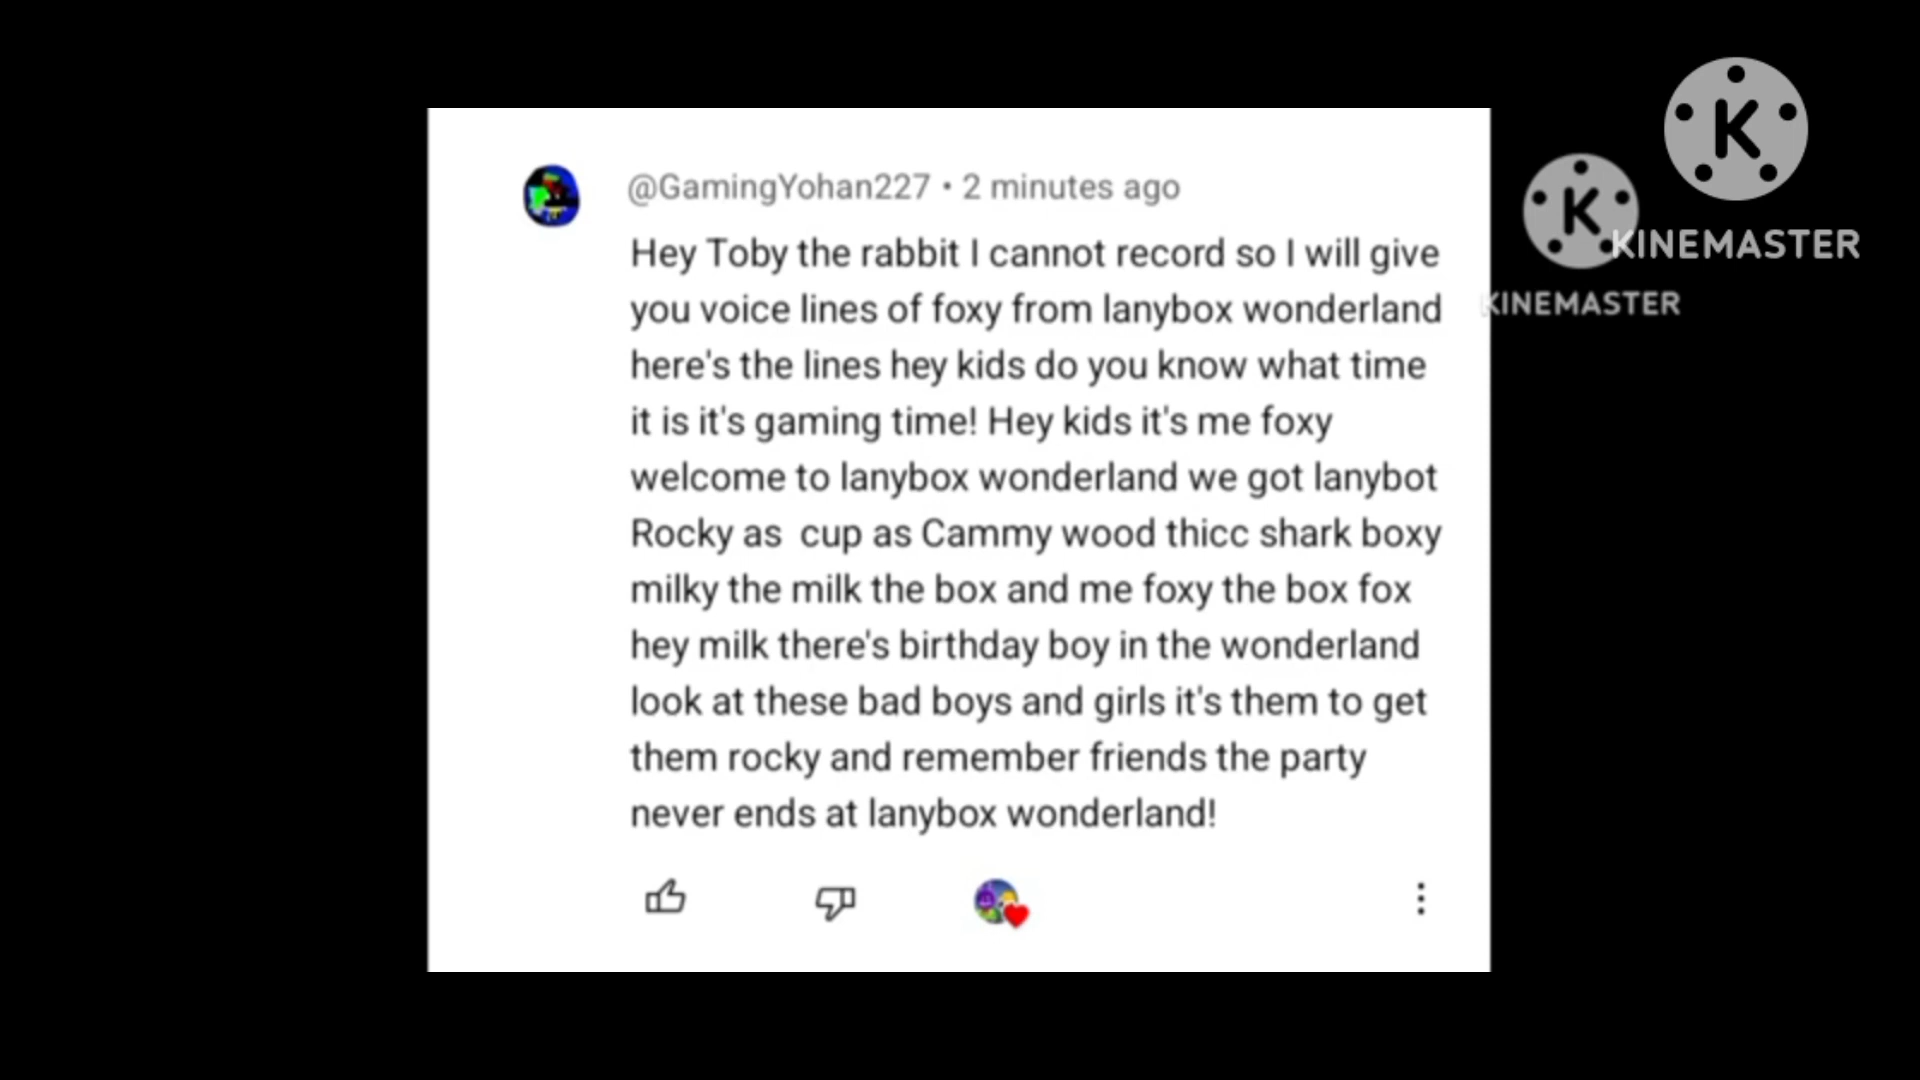 @GamingYohan227 • 2 minutes ago
Hey Toby the rabbit I cannot record so I will give
you voice lines of foxy from lanybox wonderland
here's the lines hey kids do you know what time
it is it's gaming time! Hey kids it's me foxy
welcome to lanybox wonderland we got lanybot
Rocky as  cup as Cammy wood thicc shark boxy
milky the milk the box and me foxy the box fox
hey milk there's birthday boy in the wonderland
look at these bad boys and girls it's them to get
them rocky and remember friends the party
never ends at lanybox wonderland!
K
KINEMASTER
K
KINEMASTER